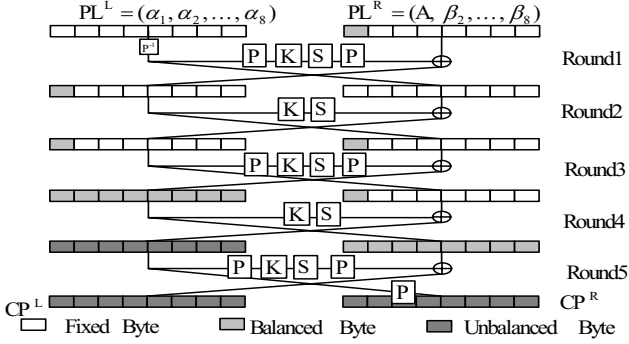 PL^L = (α₁, α₂, …, α₈) PL^R = (A, β₂, …, β₈)
P⁻¹
P K S P Round1
K S Round2
P K S P Round3
K S Round4
P K S P Round5
P
CP^L CP^R
Fixed Byte Balanced Byte Unbalanced Byte